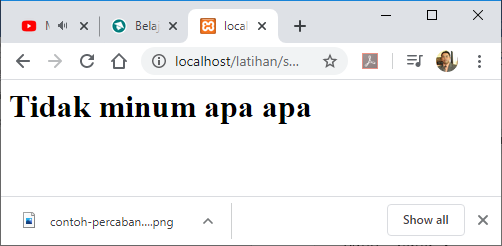 M
Belaj
local
localhost/latihan/s...
Tidak minum apa apa
contoh-percaban....png
Show all